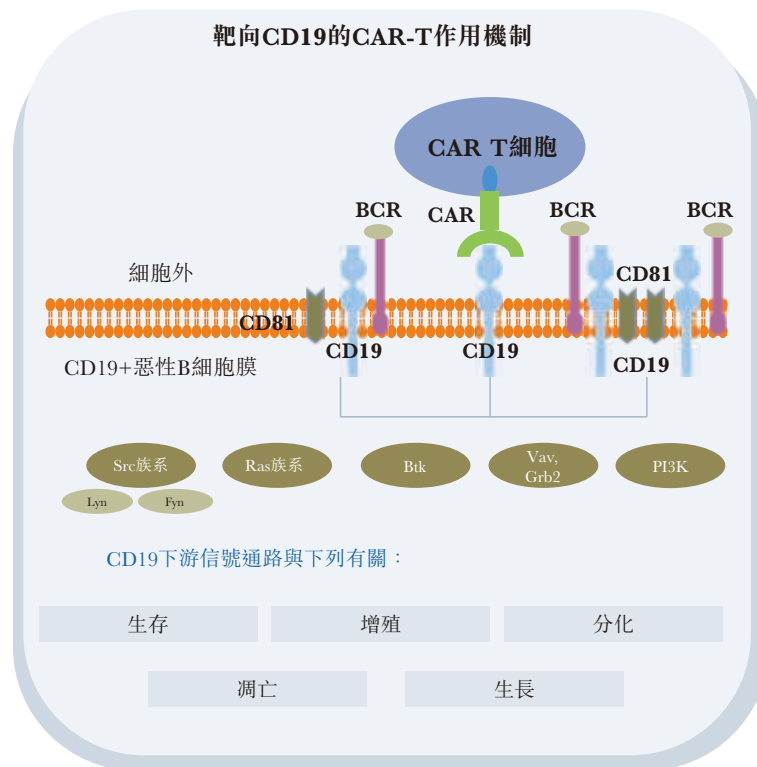 靶向CD19的CAR-T作用機制
CAR T細胞
BCR
CAR
BCR
BCR
細胞外
CD81
CD81
CD19
CD19
CD19
CD19+惡性B細胞膜
Src族系
Ras族系
Btk
Vav,
Grb2
PI3K
Lyn
Fyn
CD19下游信號通路與下列有關：
生存
增殖
分化
凋亡
生長